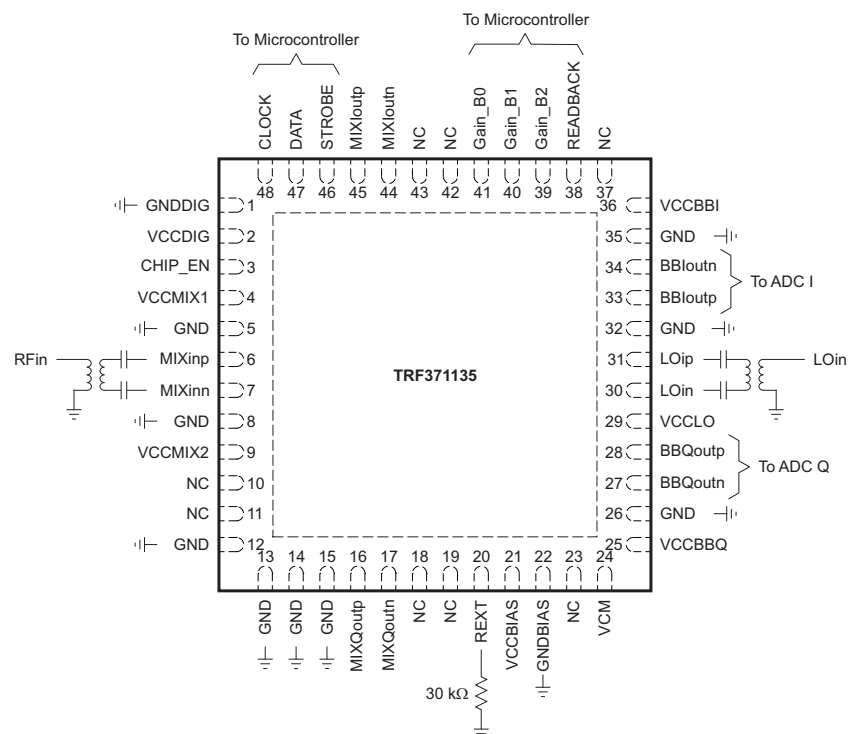 To Microcontroller
To Microcontroller
CLOCK
DATA
STROBE
MIXIoutp
MIXIoutn
NC
NC
Gain_B0
Gain_B1
Gain_B2
READBACK
NC
48 47 46 45 44 43 42 41 40 39 38 37
GNDDIG 1
VCCDIG 2
CHIP_EN 3
VCCMIX1 4
GND 5
RFin
MIXinp 6
MIXinn 7
GND 8
VCCMIX2 9
NC 10
NC 11
GND 12
TRF371135
36 VCCBBI
35 GND
34 BBIoutn
33 BBIoutp
To ADC I
32 GND
31 LOip
LOin
30 LOin
29 VCCLO
28 BBQoutp
27 BBQoutn
To ADC Q
26 GND
25 VCCBBQ
13 14 15 16 17 18 19 20 21 22 23 24
GND
GND
GND
MIXQoutp
MIXQoutn
NC
NC
REXT
VCCBIAS
GNDBIAS
NC
VCM
30 kΩ